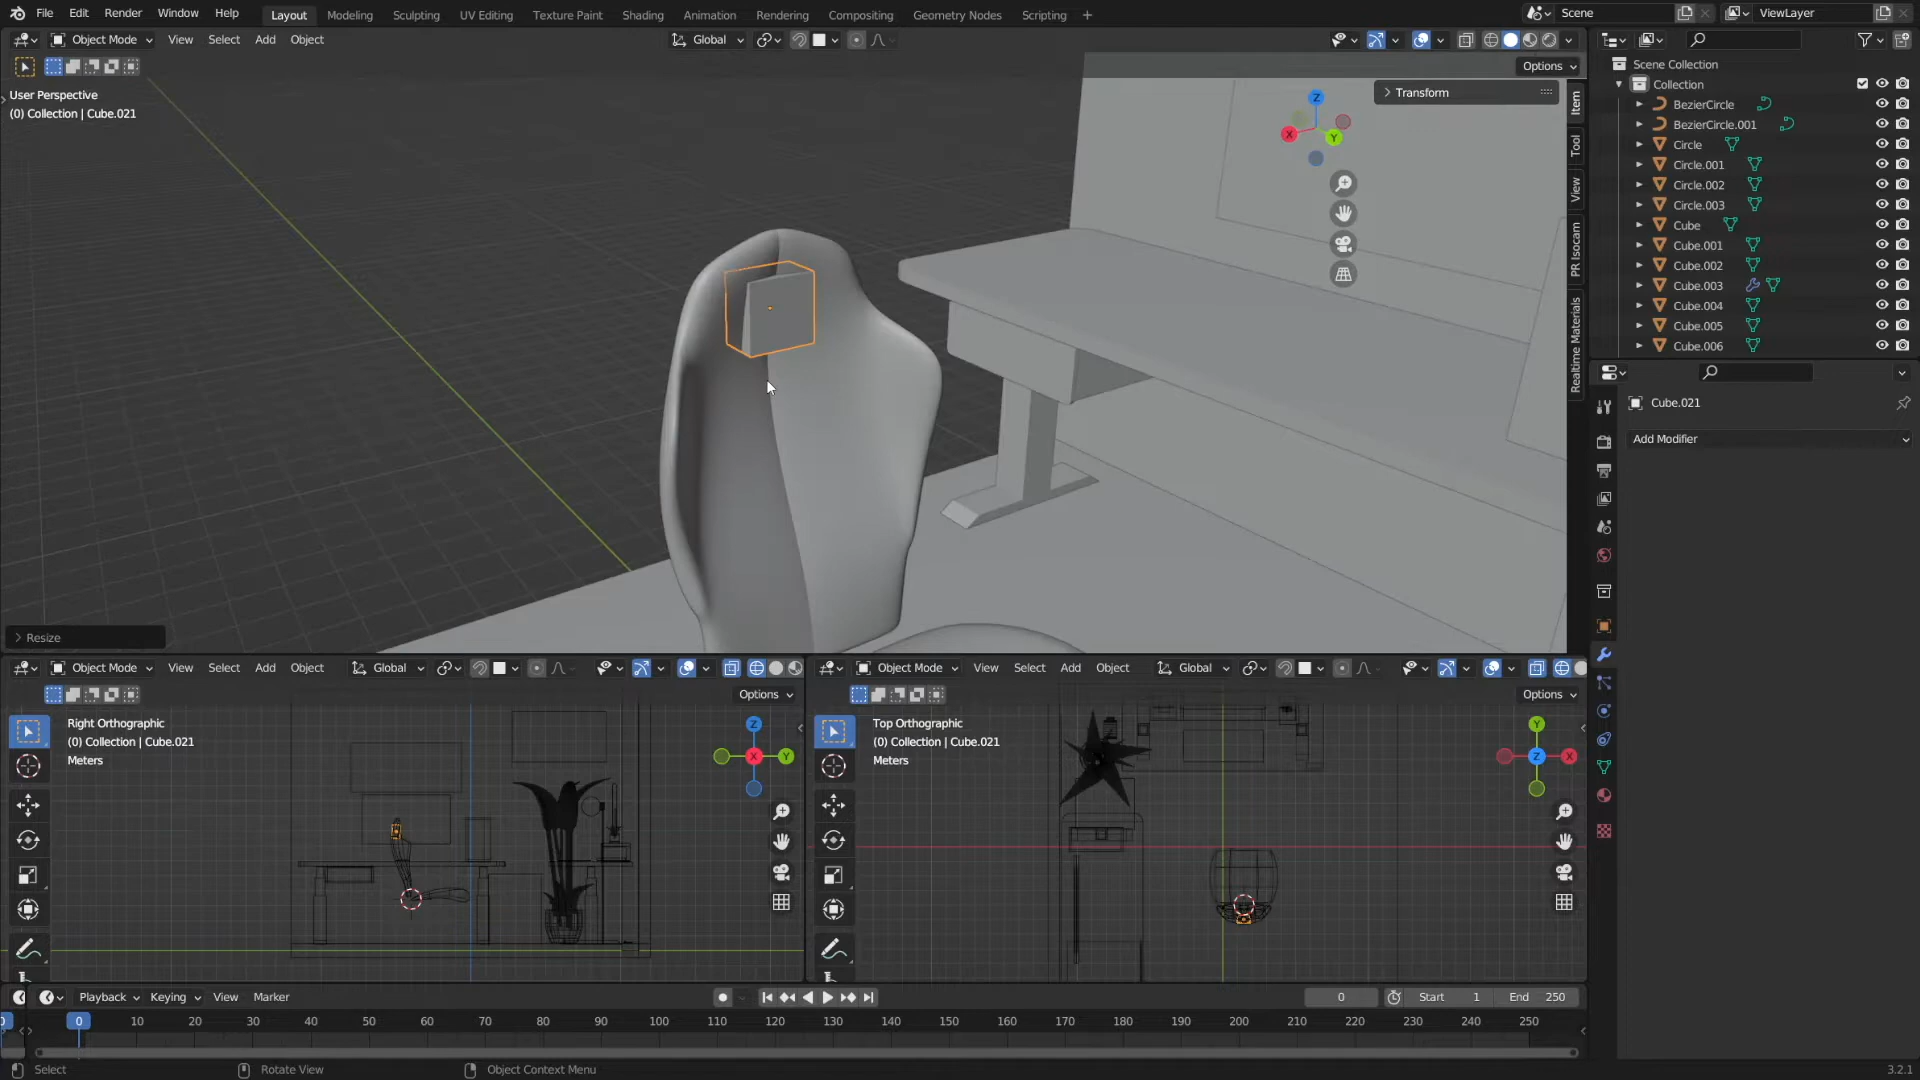 File Edit Render Window Help Layout Modeling Sculpting UV Editing Texture Paint Shading Animation Rendering Compositing Geometry Nodes Scripting + Scene ViewLayer
Object Mode View Select Add Object Global
Options
User Perspective
(0) Collection | Cube.021
Transform
Z
X
Y
Item
Tool
View
PR Isocam
Realtime Materials
Resize
Scene Collection
Collection
BezierCircle
BezierCircle.001
Circle
Circle.001
Circle.002
Circle.003
Cube
Cube.001
Cube.002
Cube.003
Cube.004
Cube.005
Cube.006
Cube.021
Add Modifier
Object Mode View Select Add Object Global
Options
Right Orthographic
(0) Collection | Cube.021
Meters
Z
X
Y
Object Mode View Select Add Object Global
Options
Top Orthographic
(0) Collection | Cube.021
Meters
Y
Z
X
Playback Keying View Marker 0 Start 1 End 250
0 10 20 30 40 50 60 70 80 90 100 110 120 130 140 150 160 170 180 190 200 210 220 230 240 250
Select Rotate View Object Context Menu 3.2.1